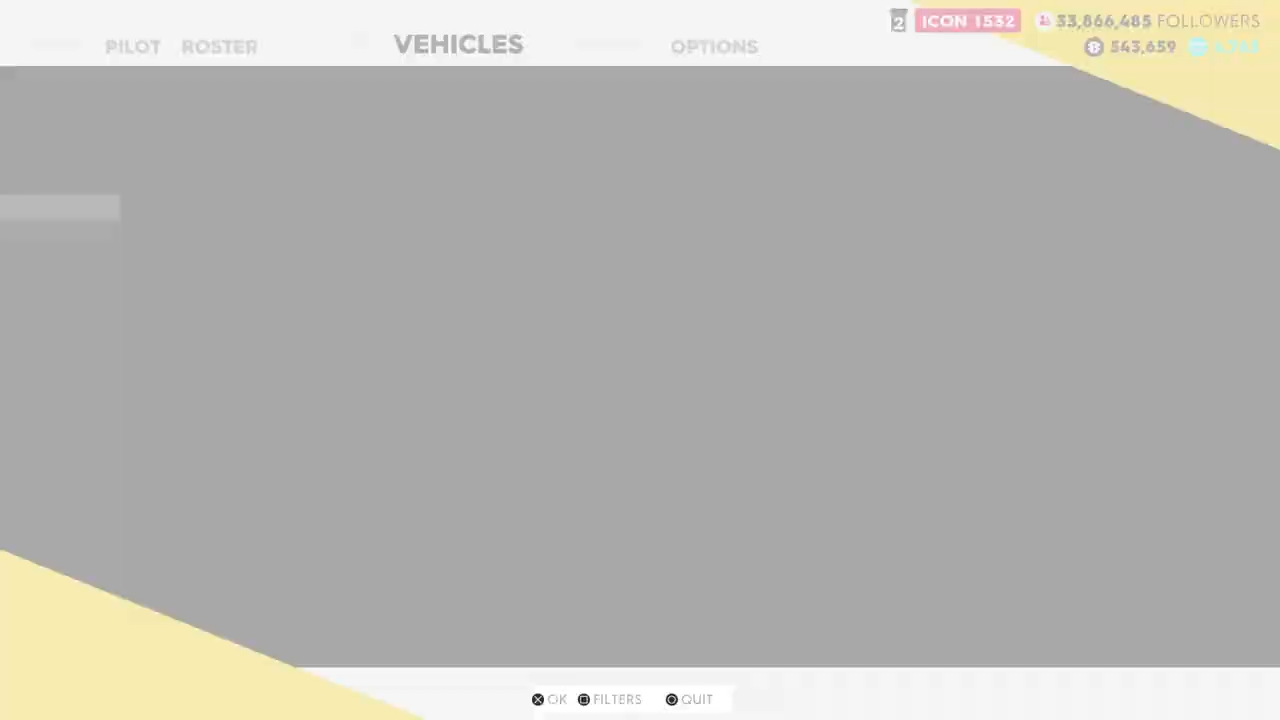 2 ICON 1532 33,866,485 FOLLOWERS
PILOT ROSTER VEHICLES OPTIONS
543,659
OK FILTERS QUIT